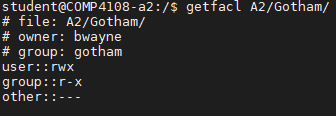 student@COMP4108-a2:/$ getfacl A2/Gotham/
# file: A2/Gotham/
# owner: bwayne
# group: gotham
user::rwx
group::r-x
other::---